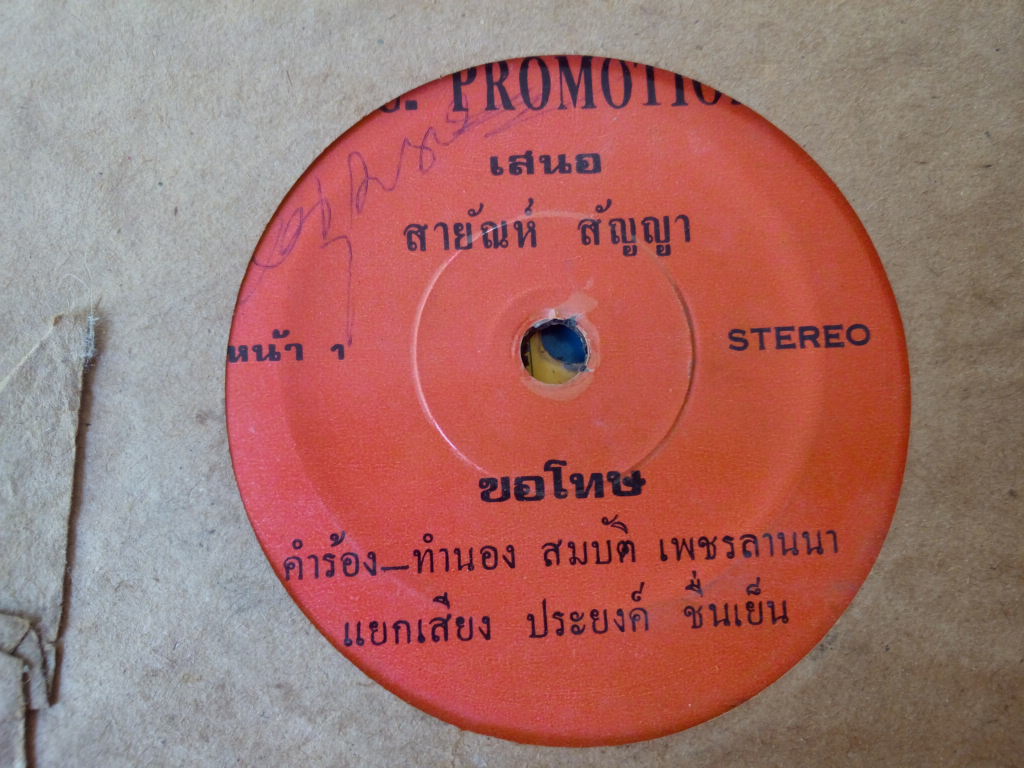 PROMOTION
เสนอ
สายัณห์ สัญญา
หน้า ๑
STEREO
ขอโทษ
คำร้อง—ทำนอง สมบัติ เพชรลานนา
แยกเสียง ประยงค์ ชื่นเย็น